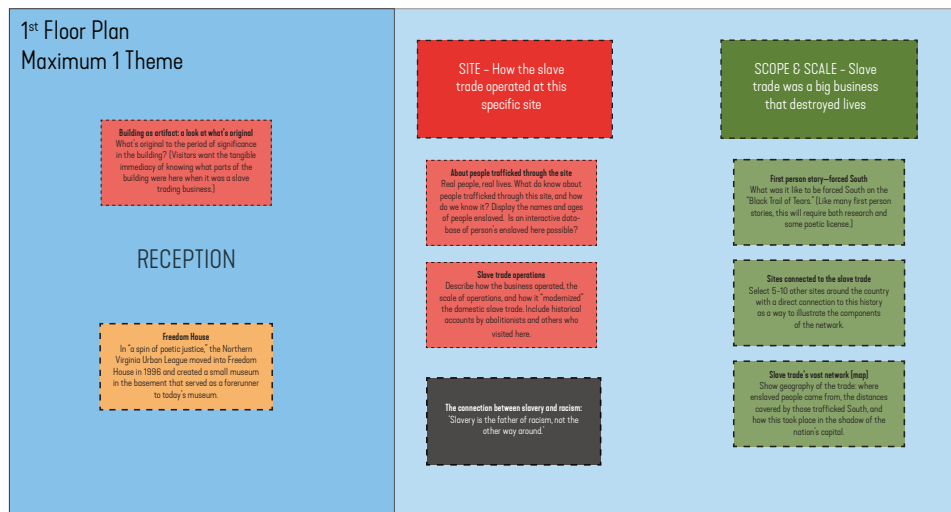 1st Floor Plan
Maximum 1 Theme
Building as artifact: a look at what's original
What's original to the period of significance
in the building? (Visitors want the tangible
immediacy of knowing what parts of the
building were here when it was a slave
trading business.)
RECEPTION
Freedom House
In "a spin of poetic justice," the Northern
Virginia Urban League moved into Freedom
House in 1996 and created a small museum
in the basement that served as a forerunner
to today's museum.
SITE – How the slave
trade operated at this
specific site
About people trafficked through the site
Real people, real lives. What do know about
people trafficked through this site, and how
do we know it? Display the names and ages
of people enslaved. Is an interactive data-
base of person's enslaved here possible?
Slave trade operations
Describe how the business operated, the
scale of operations, and how it "modernized"
the domestic slave trade. Include historical
accounts by abolitionists and others who
visited here.
The connection between slavery and racism:
'Slavery is the father of racism, not the
other way around.'
SCOPE & SCALE – Slave
trade was a big business
that destroyed lives
First person story—forced South
What was it like to be forced South on the
"Black Trail of Tears." (Like many first person
stories, this will require both research and
some poetic license.)
Sites connected to the slave trade
Select 5–10 other sites around the country
with a direct connection to this history
as a way to illustrate the components
of the network.
Slave trade's vast network (map)
Show geography of the trade: where
enslaved people came from, the distances
covered by those trafficked South, and
how this took place in the shadow of the
nation's capital.